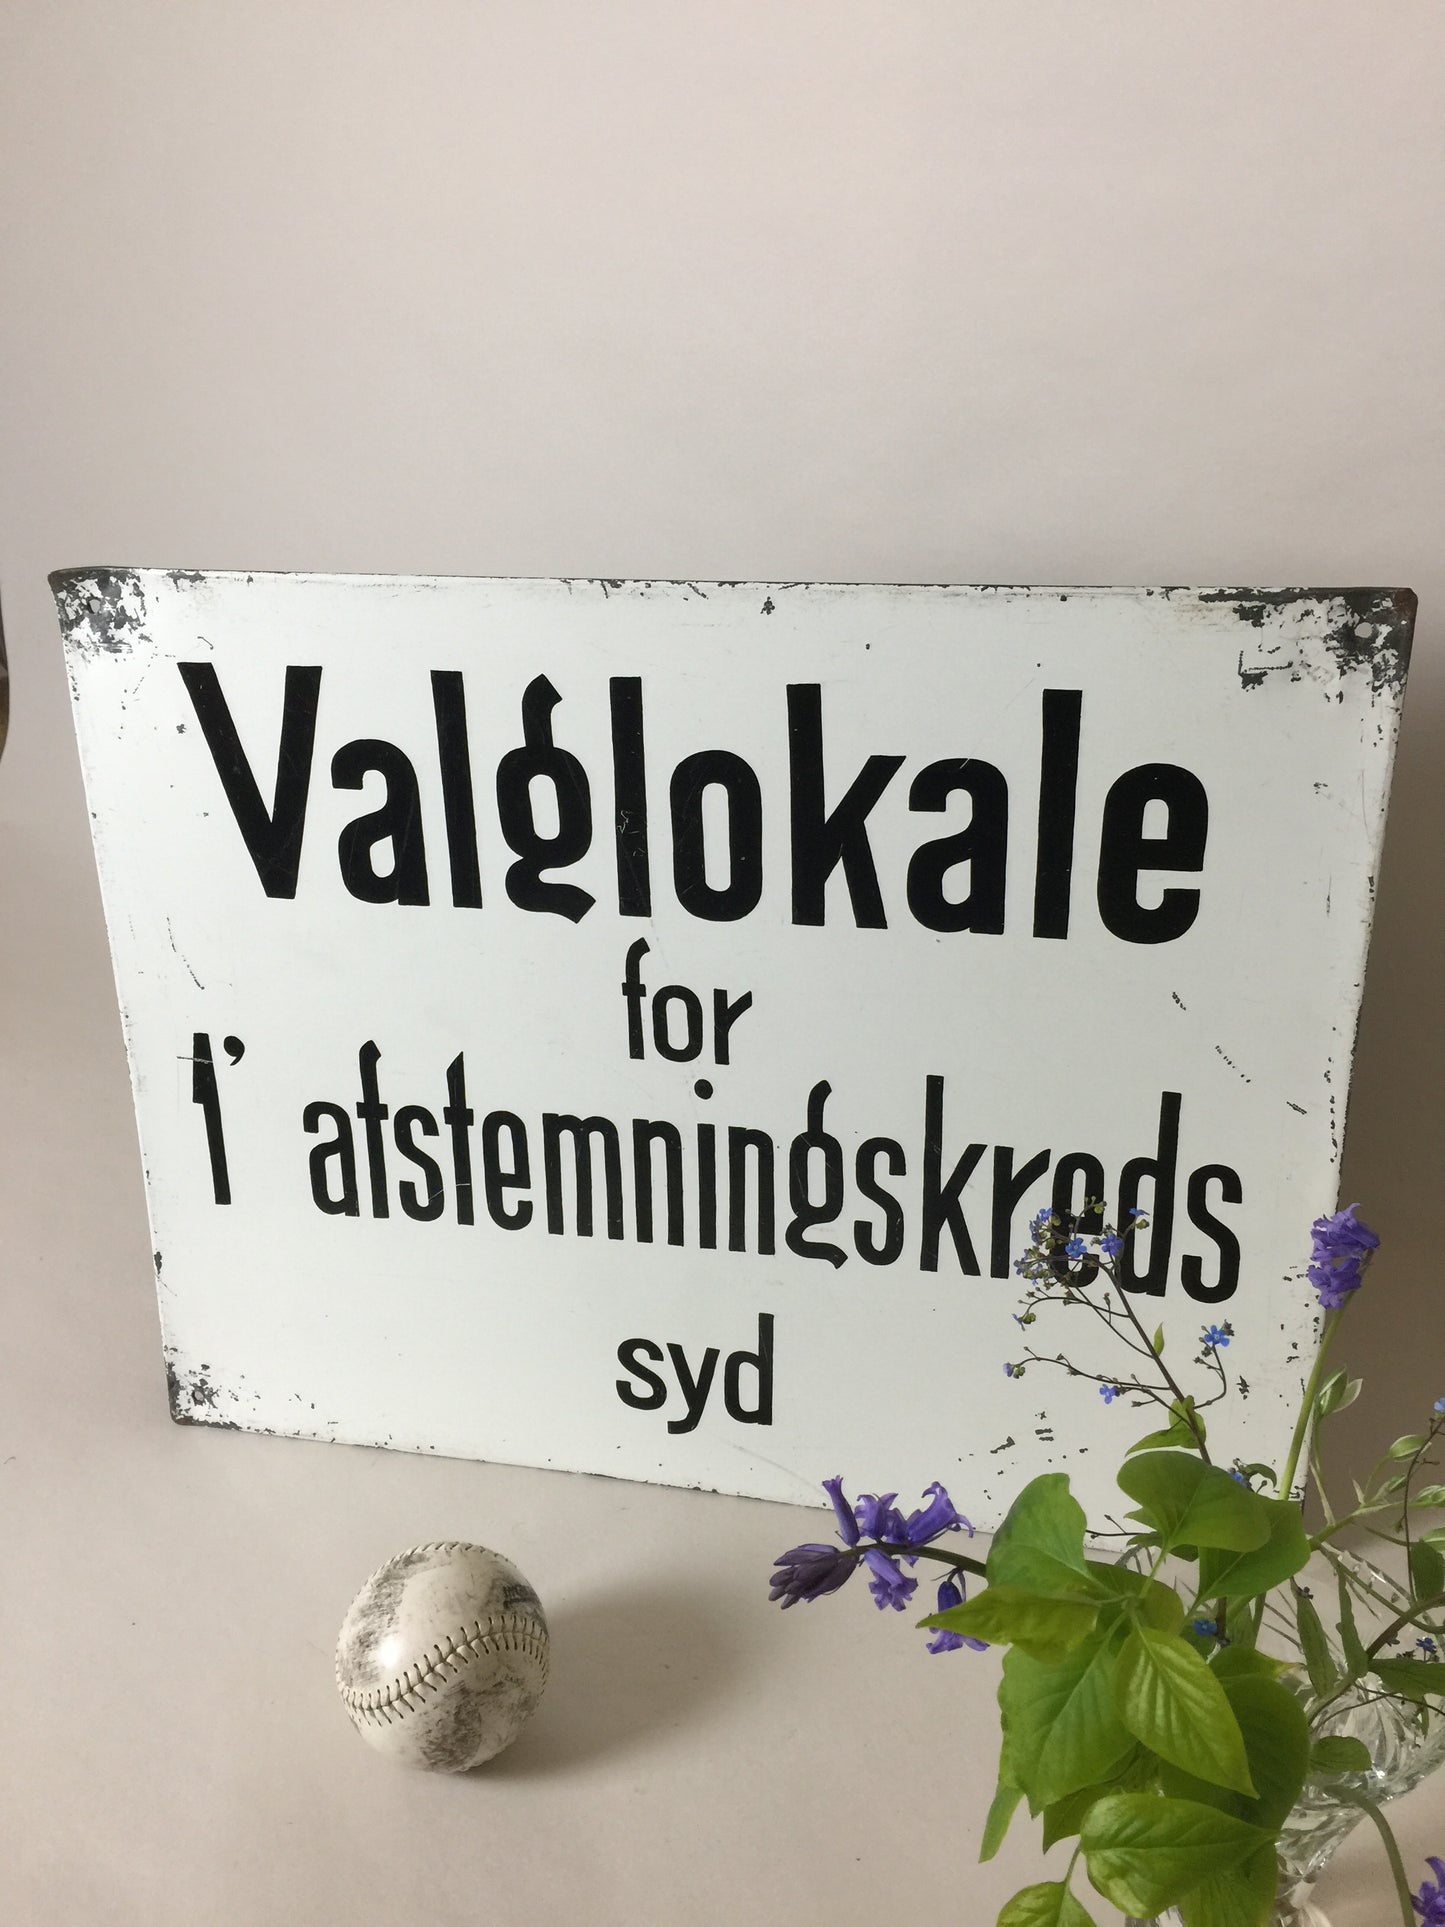 Valglokale
for
1' afstemningskreds
syd